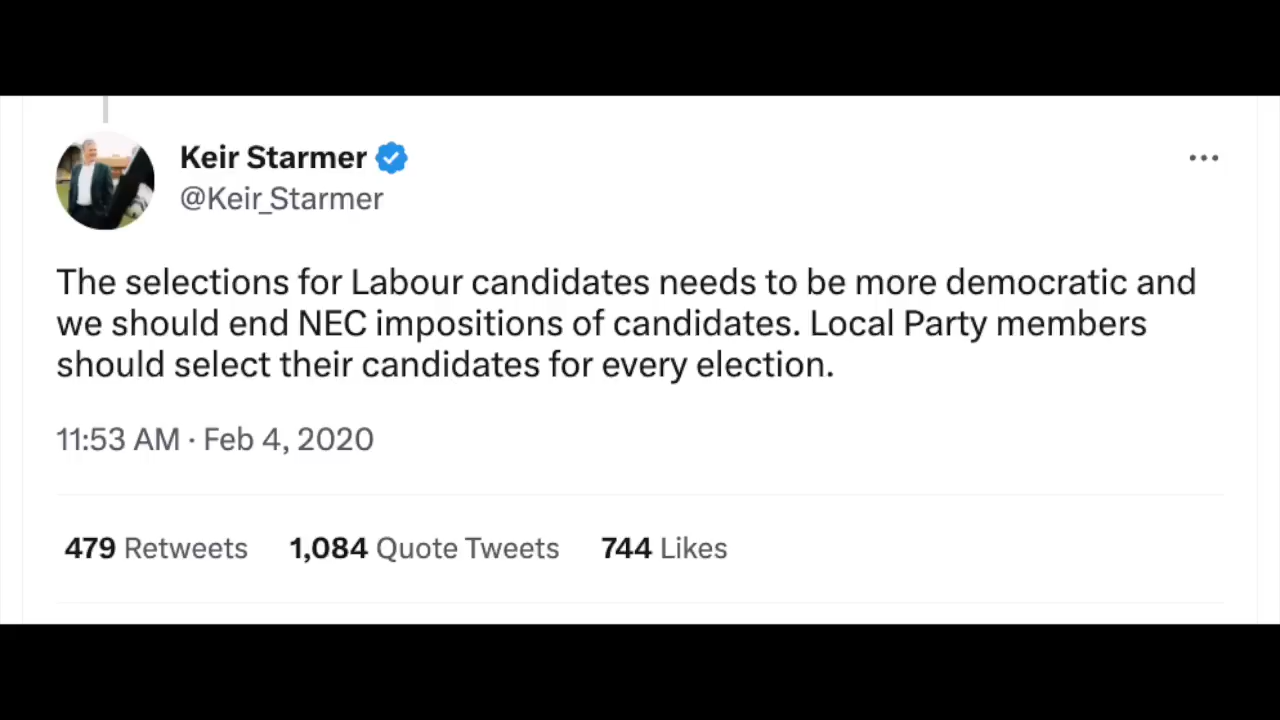 Keir Starmer
@Keir_Starmer
The selections for Labour candidates needs to be more democratic and
we should end NEC impositions of candidates. Local Party members
should select their candidates for every election.
11:53 AM · Feb 4, 2020
479 Retweets 1,084 Quote Tweets 744 Likes